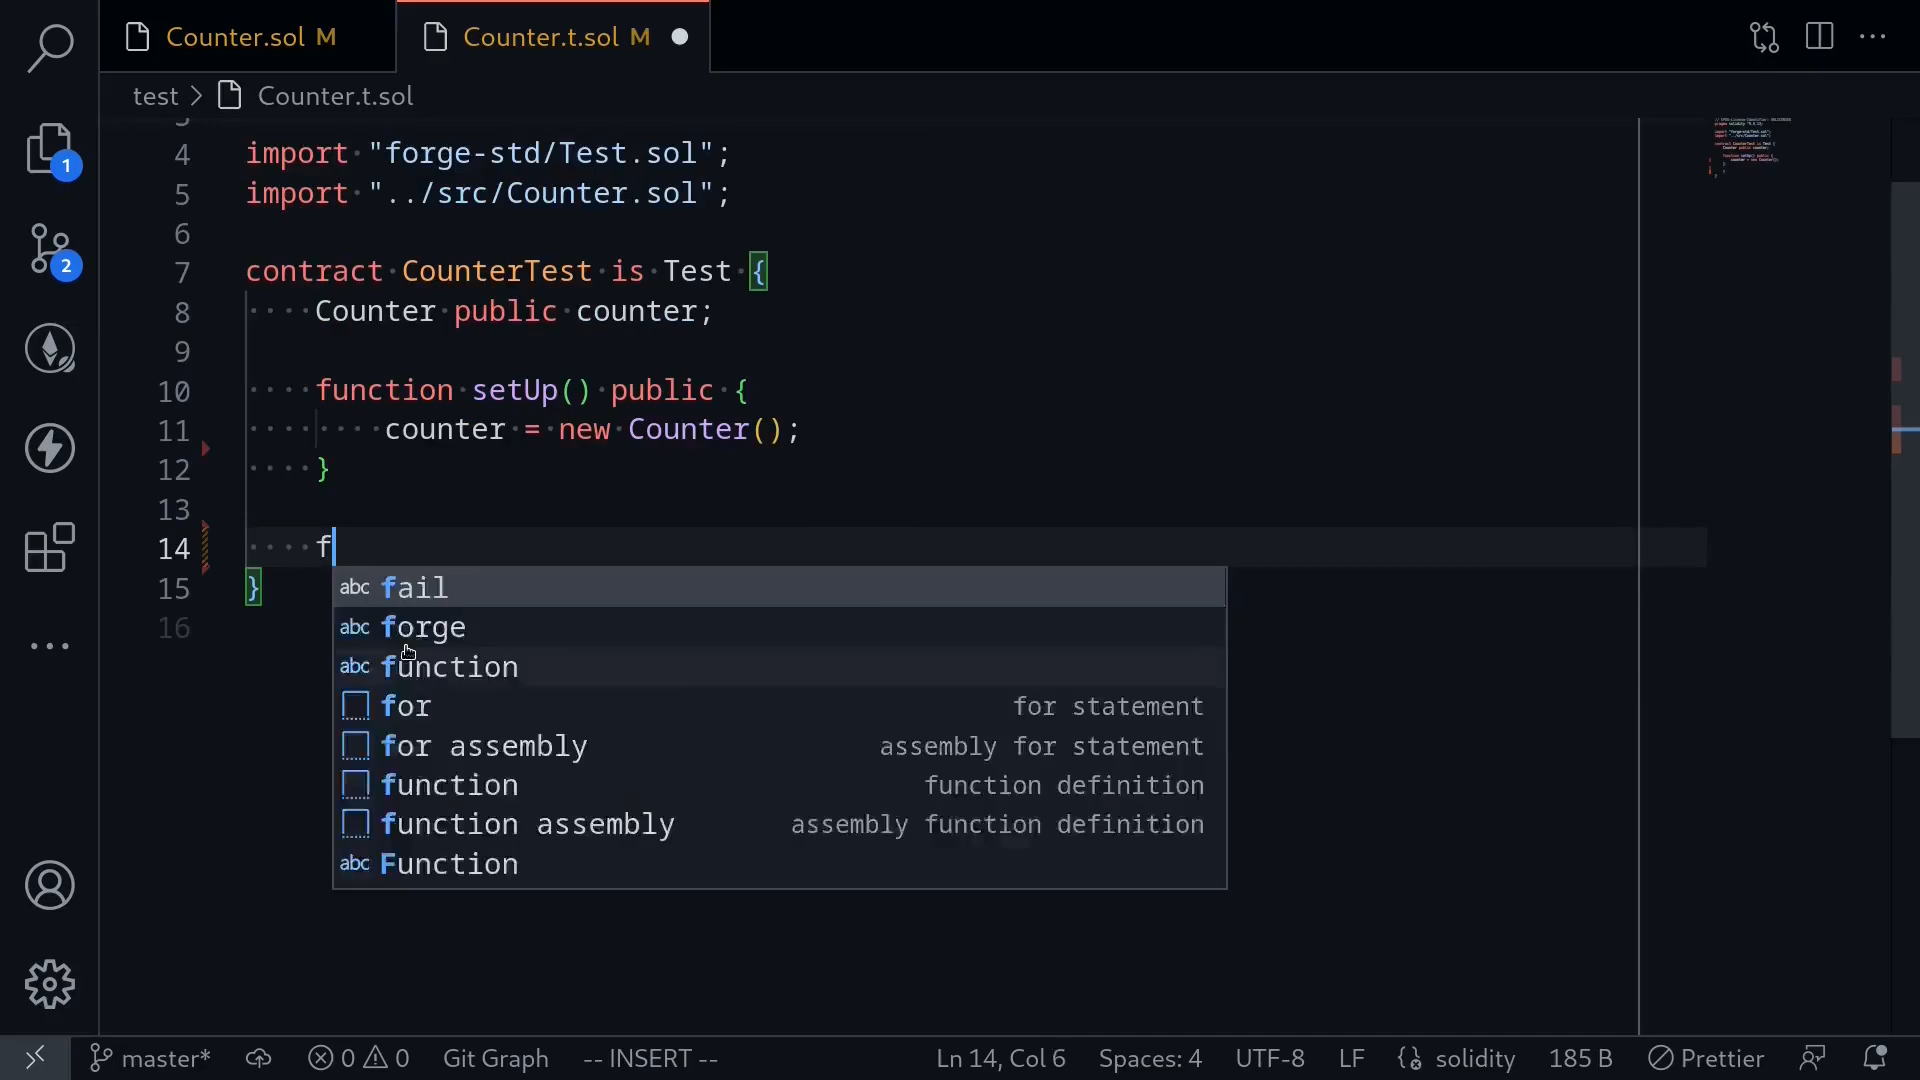 Counter.sol M
Counter.t.sol M
test > Counter.t.sol
4 import "forge-std/Test.sol";
5 import "../src/Counter.sol";
6
7 contract CounterTest is Test {
8 Counter public counter;
9
10 function setUp() public {
11 counter = new Counter();
12 }
13
14 f
15 }
16
abc fail
abc forge
abc function
for for statement
for assembly assembly for statement
function function definition
function assembly assembly function definition
abc Function
1
2
master* 0 0 Git Graph -- INSERT -- Ln 14, Col 6 Spaces: 4 UTF-8 LF solidity 185 B Prettier